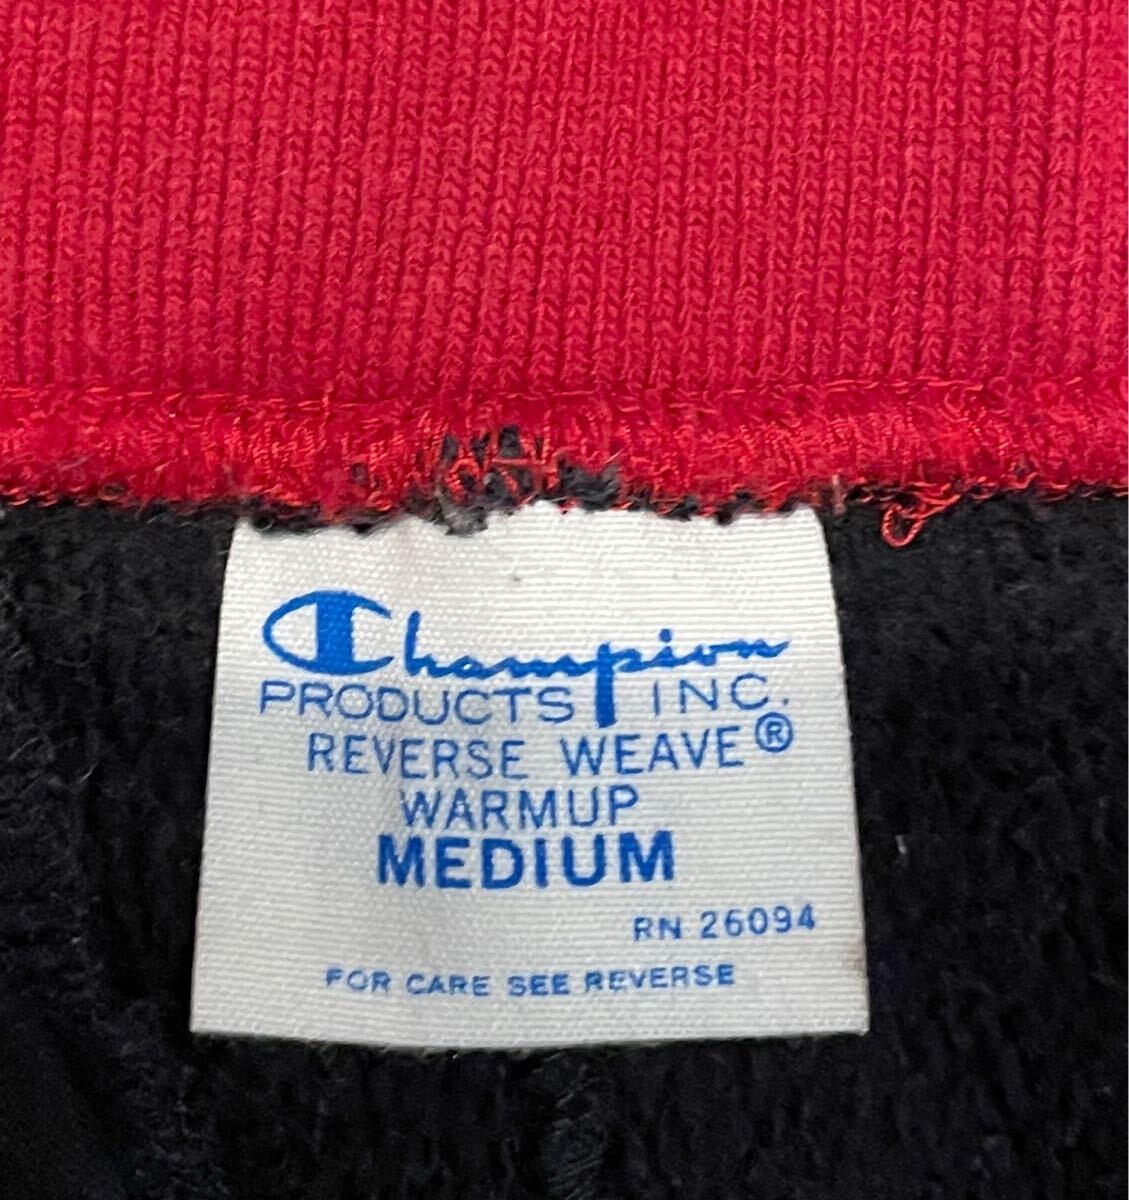 Champion
PRODUCTS INC.
REVERSE WEAVE®
WARMUP
MEDIUM
RN 26094
FOR CARE SEE REVERSE